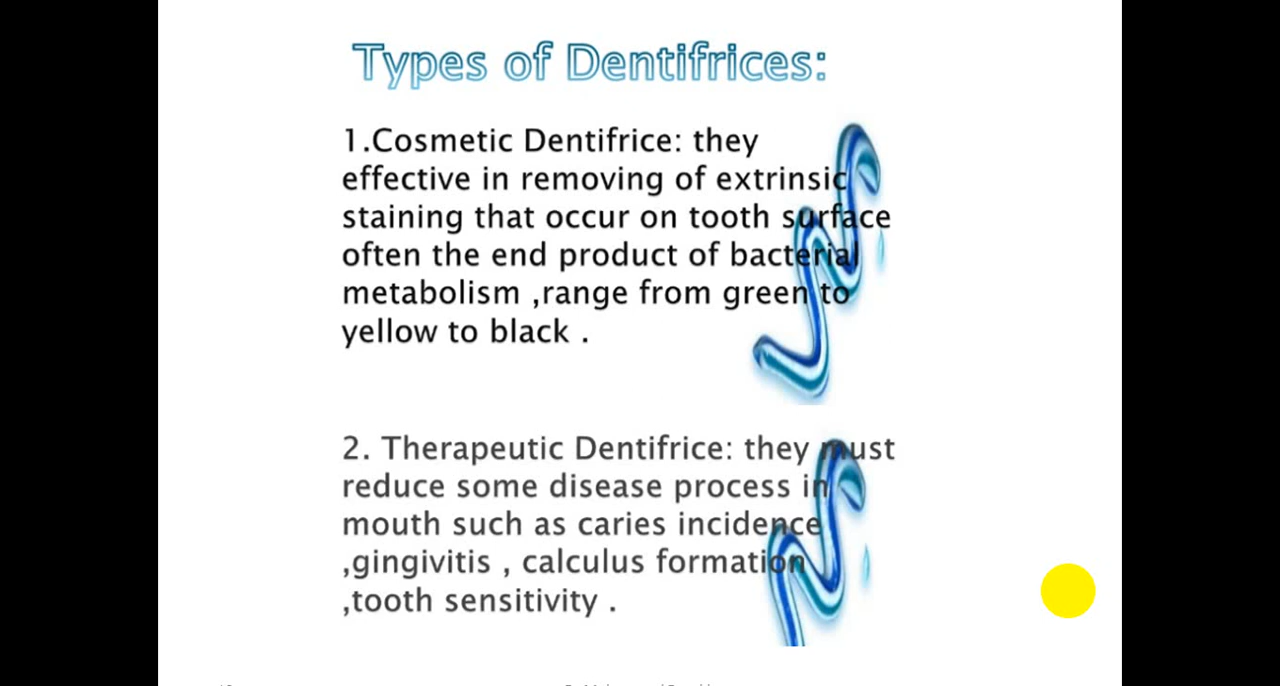 Types of Dentifrices:
1.Cosmetic Dentifrice: they
effective in removing of extrinsic
staining that occur on tooth surface
often the end product of bacterial
metabolism ,range from green to
yellow to black .
2. Therapeutic Dentifrice: they must
reduce some disease process in
mouth such as caries incidence
,gingivitis , calculus formation
,tooth sensitivity .